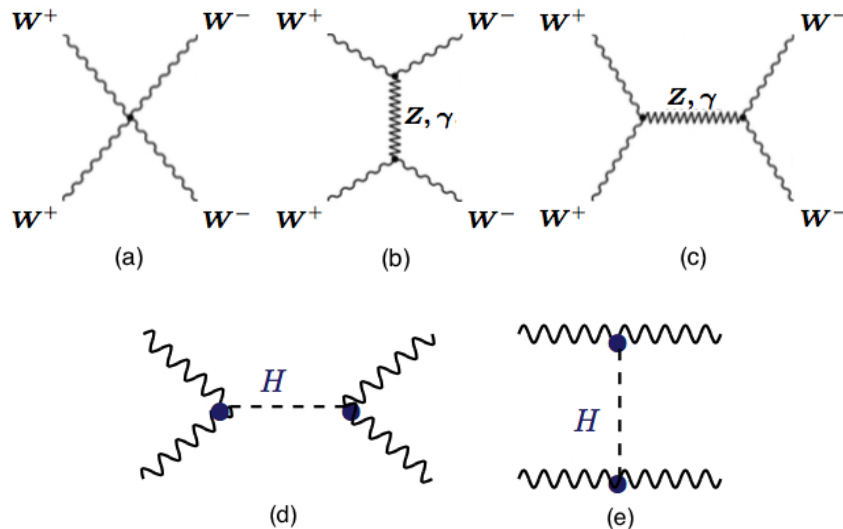 W⁺ W⁻ W⁺ W⁻ W⁺ W⁻
Z, γ
Z, γ
W⁺ W⁻ W⁺ W⁻ W⁺ W⁻
(a) (b) (c)
H
H
(d) (e)